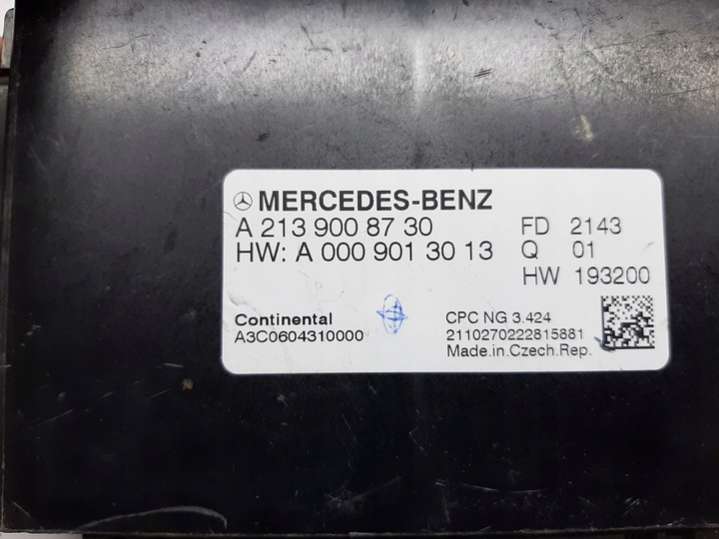 MERCEDES-BENZ
A 213 900 87 30 FD 2143
HW: A 000 901 30 13 Q 01
HW 193200
Continental CPC NG 3.424
A3C0604310000 2110270222815881
Made.in.Czech.Rep.